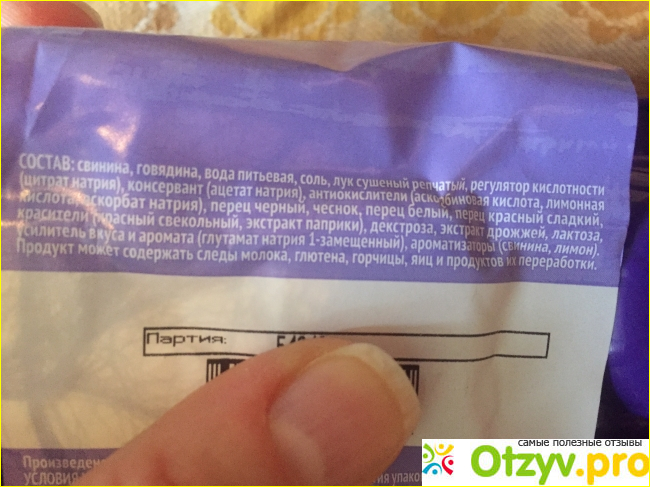 СОСТАВ: свинина, говядина, вода питьевая, соль, лук сушеный репчатый, регулятор кислотности
(цитрат натрия), консервант (ацетат натрия), антиокислители (аскорбиновая кислота, лимонная
кислота, аскорбат натрия), перец черный, чеснок, перец белый, перец красный сладкий,
красители (красный свекольный, экстракт паприки), декстроза, экстракт дрожжей, лактоза,
усилитель вкуса и аромата (глутамат натрия 1-замещенный), ароматизаторы (свинина, лимон).
Продукт может содержать следы молока, глютена, горчицы, яиц и продуктов их переработки.
Партия:
Произведен
УСЛОВИЯ
самые полезные отзывы
Otzyv.pro